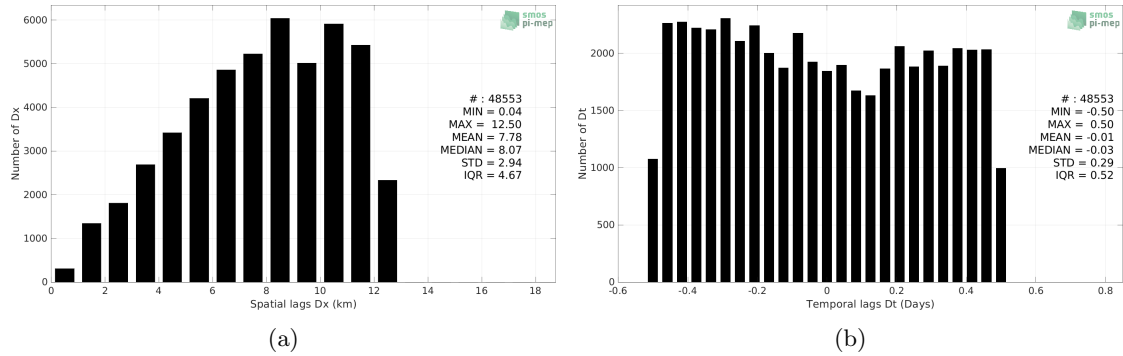 6000
5000
4000
3000
2000
1000
0
Number of Dx
smos
pi-mep
# : 48553
MIN = 0.04
MAX = 12.50
MEAN = 7.78
MEDIAN = 8.07
STD = 2.94
IQR = 4.67
0 2 4 6 8 10 12 14 16 18
Spatial lags Dx (km)
(a)
2000
1500
1000
500
0
Number of Dt
smos
pi-mep
# : 48553
MIN = -0.50
MAX = 0.50
MEAN = -0.01
MEDIAN = -0.03
STD = 0.29
IQR = 0.52
-0.6 -0.4 -0.2 0 0.2 0.4 0.6 0.8
Temporal lags Dt (Days)
(b)